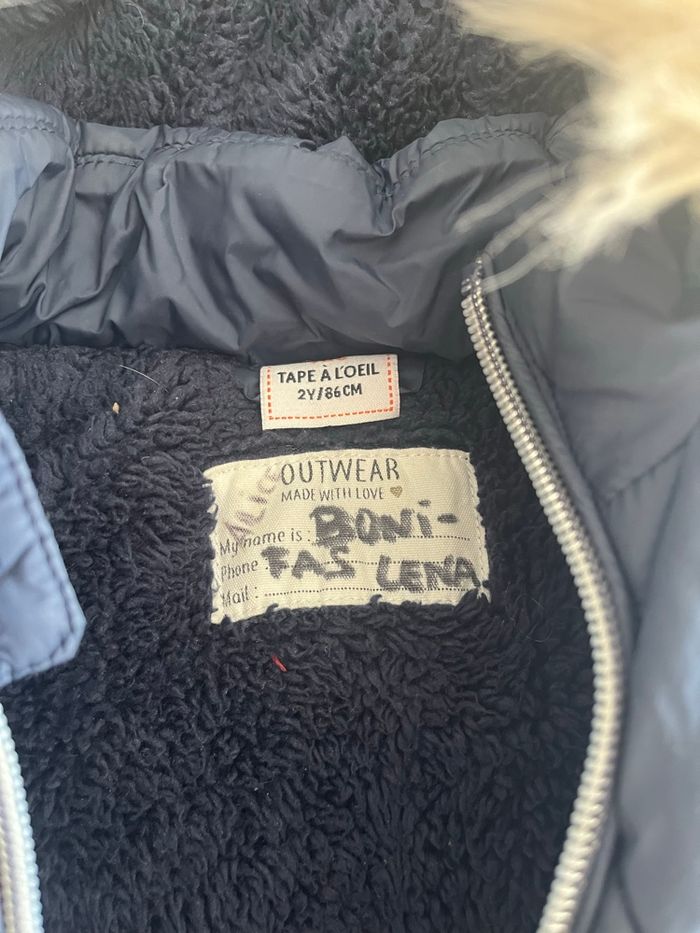 TAPE À L'OEIL
2Y/86CM
OUTWEAR
MADE WITH LOVE
My name is : BONI-
Phone FAS LENA
Mail :